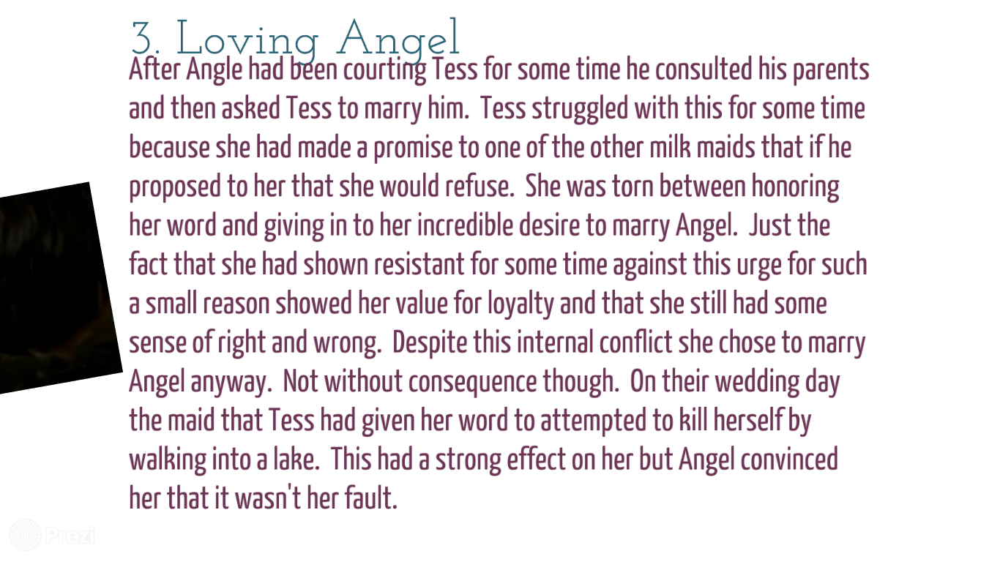 3. Loving Angel
After Angle had been courting Tess for some time he consulted his parents
and then asked Tess to marry him.  Tess struggled with this for some time
because she had made a promise to one of the other milk maids that if he
proposed to her that she would refuse.  She was torn between honoring
her word and giving in to her incredible desire to marry Angel.  Just the
fact that she had shown resistant for some time against this urge for such
a small reason showed her value for loyalty and that she still had some
sense of right and wrong.  Despite this internal conflict she chose to marry
Angel anyway.  Not without consequence though.  On their wedding day
the maid that Tess had given her word to attempted to kill herself by
walking into a lake.  This had a strong effect on her but Angel convinced
her that it wasn't her fault.
Prezi